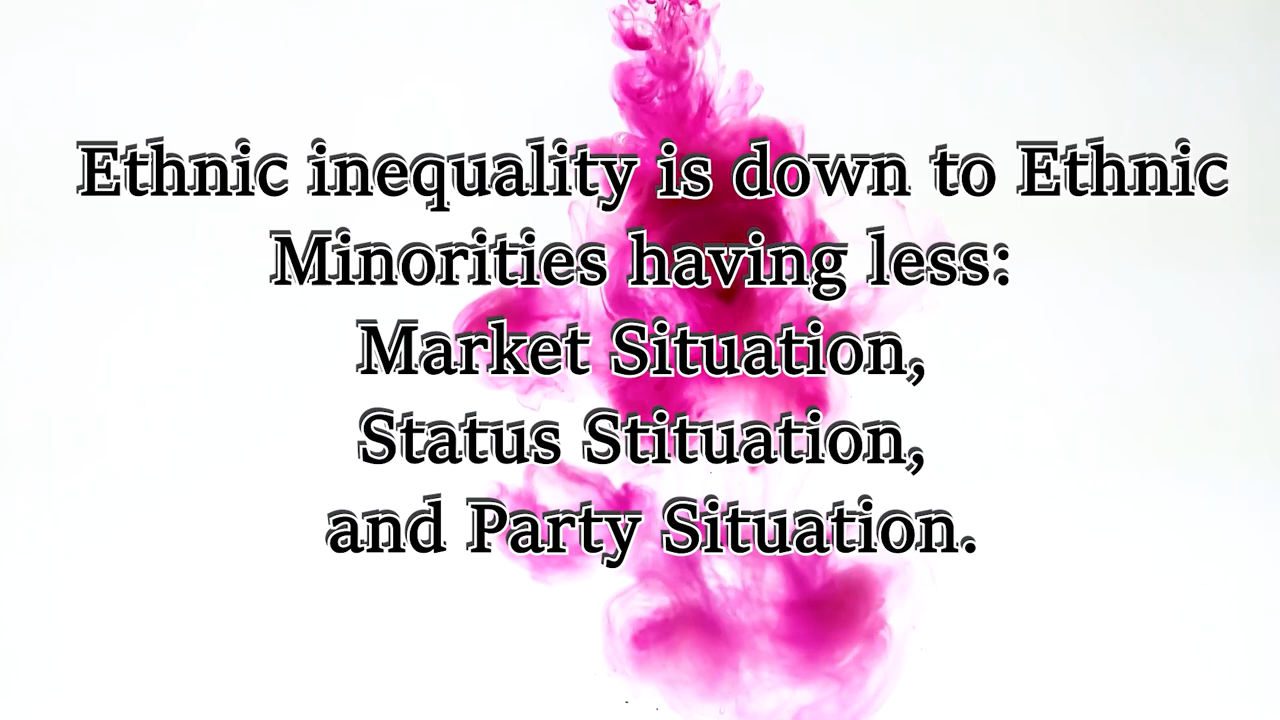 Ethnic inequality is down to Ethnic
Minorities having less:
Market Situation,
Status Stituation,
and Party Situation.